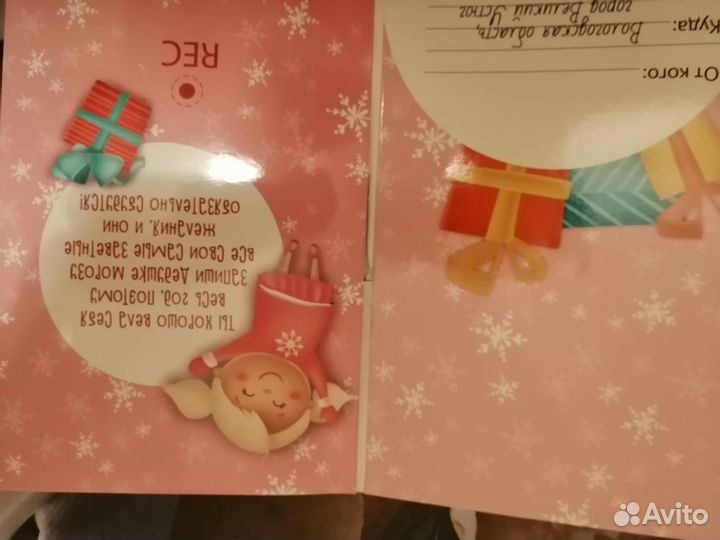 ТЫ ХОРОШО ВЕЛА СЕБЯ
ВЕСЬ ГОД, ПОЭТОМУ
ЗАПИШИ ДЕДУШКЕ МОРОЗУ
ВСЕ СВОИ САМЫЕ ЗАВЕТНЫЕ
ЖЕЛАНИЯ, И ОНИ
ОБЯЗАТЕЛЬНО СБУДУТСЯ!
REC
От кого:
Куда: Вологодская область,
город Великий Устюг
Avito